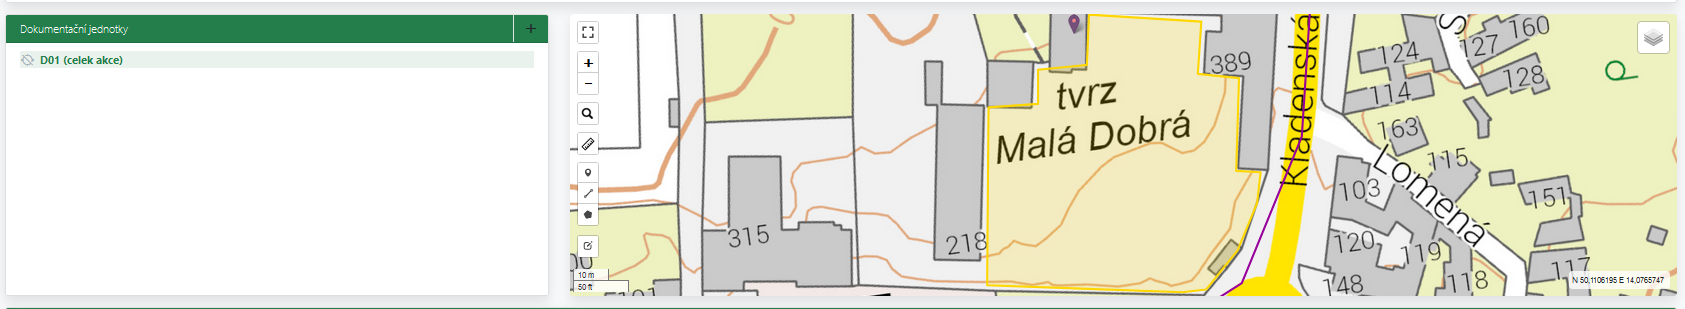 Dokumentační jednotky
+
D01 (celek akce)
+
−
10 m
50 ft
315
218
tvrz
Malá Dobrá
389
Kladenská
124
127
160
128
114
163
Lomená
115
103
151
120
119
117
118
148
N 50,1106195 E 14,0765747